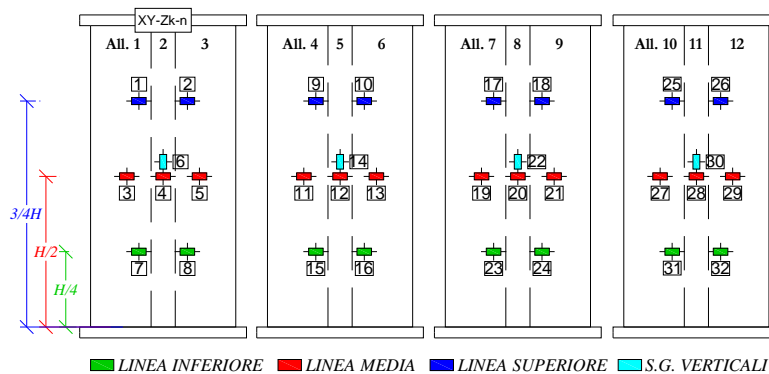 XY-Zk-n
All. 1 2 3 All. 4 5 6 All. 7 8 9 All. 10 11 12
1 2 9 10 17 18 25 26
6 14 22 30
3 4 5 11 12 13 19 20 21 27 28 29
7 8 15 16 23 24 31 32
3/4H
H/2
H/4
LINEA INFERIORE LINEA MEDIA LINEA SUPERIORE S.G. VERTICALI